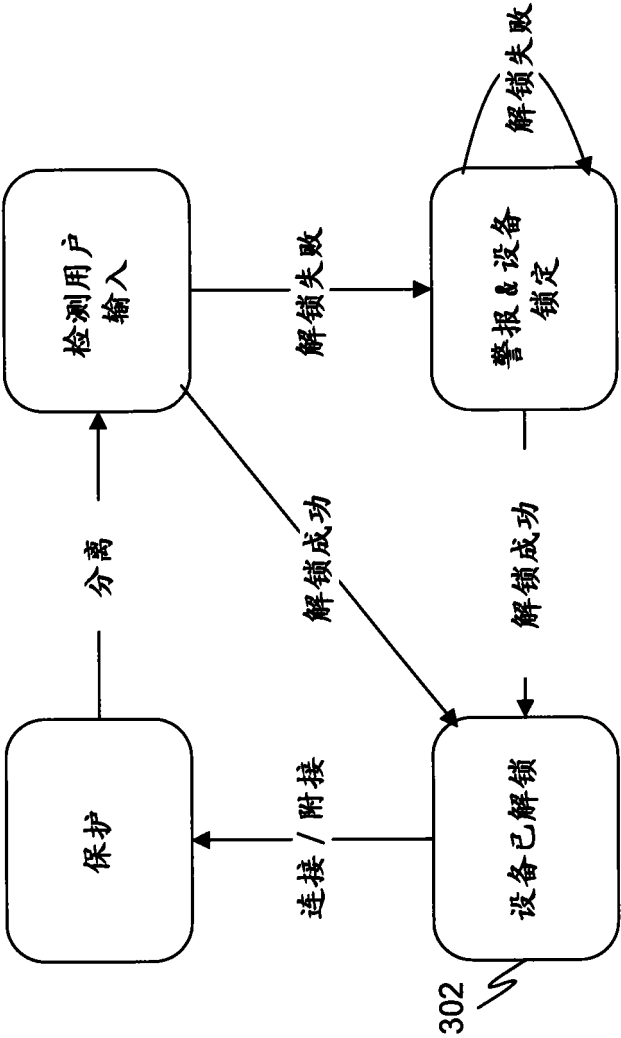 保护
分离
检测用户
输入
连接 / 附接
解锁成功
解锁失败
302
设备已解锁
解锁成功
警报&设备
锁定
解锁失败